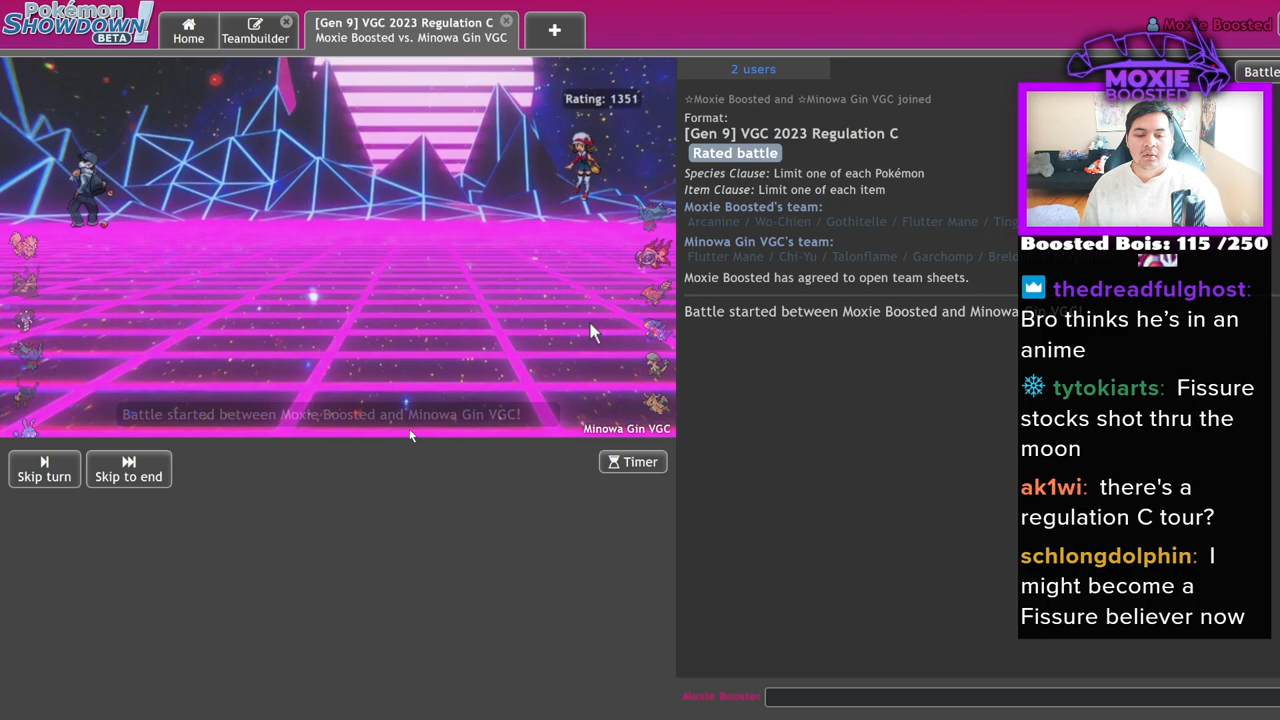 Pokémon
SHOWDOWN!
BETA
Home
Teambuilder
[Gen 9] VGC 2023 Regulation C
Moxie Boosted vs. Minowa Gin VGC
+
Moxie Boosted
Rating: 1351
Battle started between Moxie Boosted and Minowa Gin VGC!
Minowa Gin VGC
Skip turn
Skip to end
Timer
2 users
Battle
☆Moxie Boosted and ☆Minowa Gin VGC joined
Format:
[Gen 9] VGC 2023 Regulation C
Rated battle
Species Clause: Limit one of each Pokémon
Item Clause: Limit one of each item
Moxie Boosted's team:
Arcanine / Wo-Chien / Gothitelle / Flutter Mane / Ting
Minowa Gin VGC's team:
Flutter Mane / Chi-Yu / Talonflame / Garchomp / Brelo
Moxie Boosted has agreed to open team sheets.
Battle started between Moxie Boosted and Minowa
Moxie Boosted:
MOXIE
BOOSTED
Boosted Bois: 115 /250
thedreadfulghost:
Bro thinks he's in an
anime
tytokiarts: Fissure
stocks shot thru the
moon
ak1wi: there's a
regulation C tour?
schlongdolphin: I
might become a
Fissure believer now